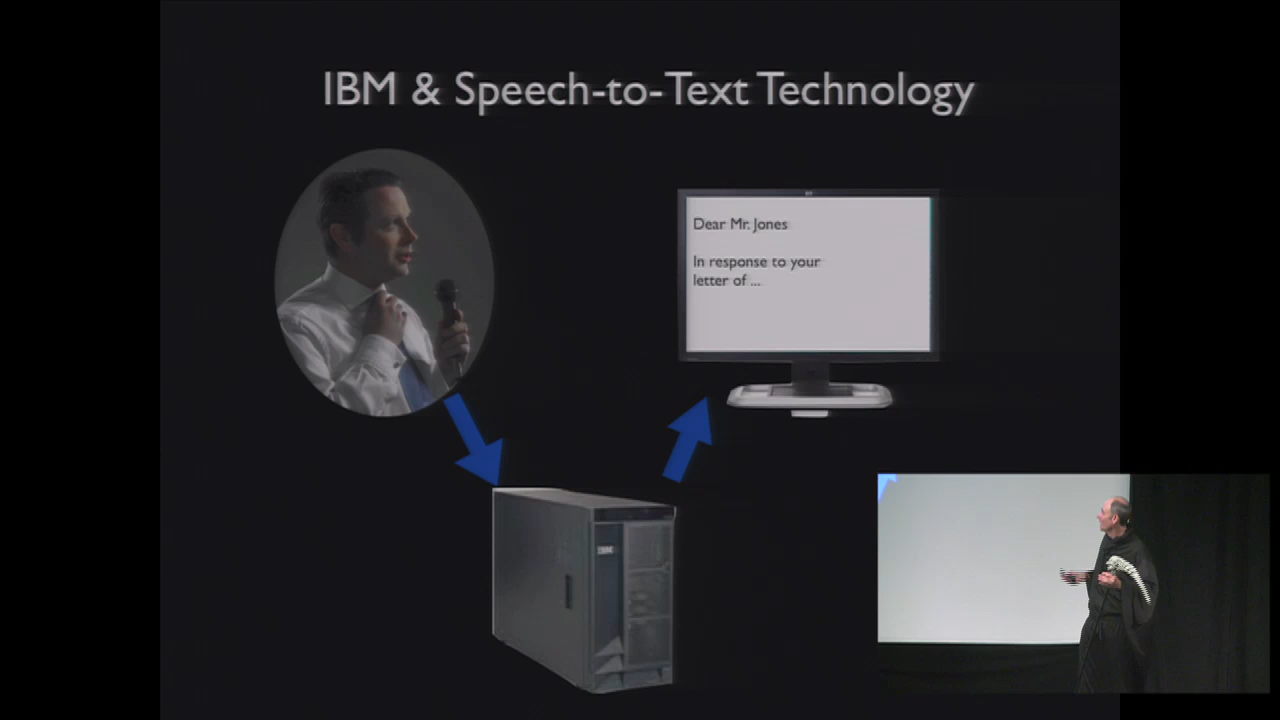 IBM & Speech-to-Text Technology
Dear Mr. Jones
In response to your
letter of ...
IBM